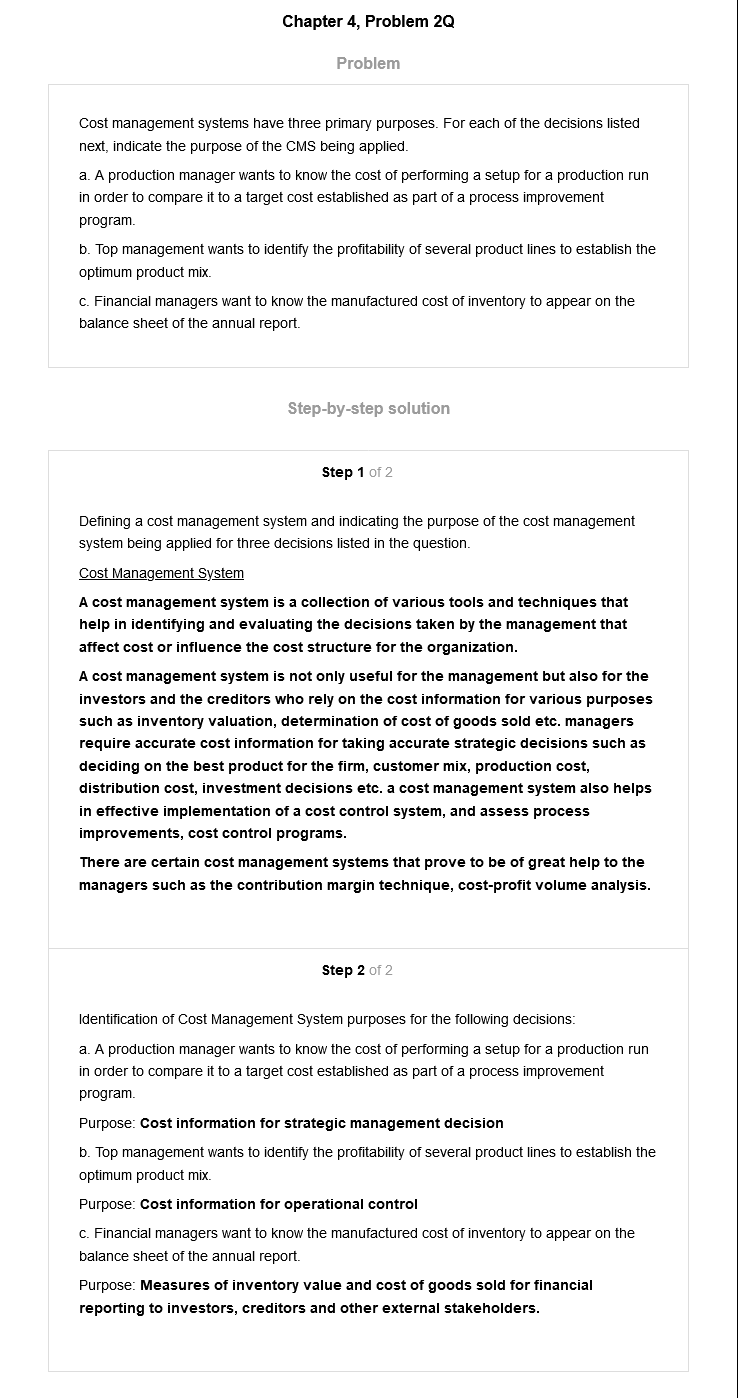 Chapter 4, Problem 2Q
Problem
Cost management systems have three primary purposes. For each of the decisions listed
next, indicate the purpose of the CMS being applied.
a. A production manager wants to know the cost of performing a setup for a production run
in order to compare it to a target cost established as part of a process improvement
program.
b. Top management wants to identify the profitability of several product lines to establish the
optimum product mix.
c. Financial managers want to know the manufactured cost of inventory to appear on the
balance sheet of the annual report.
Step-by-step solution
Step 1 of 2
Defining a cost management system and indicating the purpose of the cost management
system being applied for three decisions listed in the question.
Cost Management System
A cost management system is a collection of various tools and techniques that
help in identifying and evaluating the decisions taken by the management that
affect cost or influence the cost structure for the organization.
A cost management system is not only useful for the management but also for the
investors and the creditors who rely on the cost information for various purposes
such as inventory valuation, determination of cost of goods sold etc. managers
require accurate cost information for taking accurate strategic decisions such as
deciding on the best product for the firm, customer mix, production cost,
distribution cost, investment decisions etc. a cost management system also helps
in effective implementation of a cost control system, and assess process
improvements, cost control programs.
There are certain cost management systems that prove to be of great help to the
managers such as the contribution margin technique, cost-profit volume analysis.
Step 2 of 2
Identification of Cost Management System purposes for the following decisions:
a. A production manager wants to know the cost of performing a setup for a production run
in order to compare it to a target cost established as part of a process improvement
program.
Purpose: Cost information for strategic management decision
b. Top management wants to identify the profitability of several product lines to establish the
optimum product mix.
Purpose: Cost information for operational control
c. Financial managers want to know the manufactured cost of inventory to appear on the
balance sheet of the annual report.
Purpose: Measures of inventory value and cost of goods sold for financial
reporting to investors, creditors and other external stakeholders.